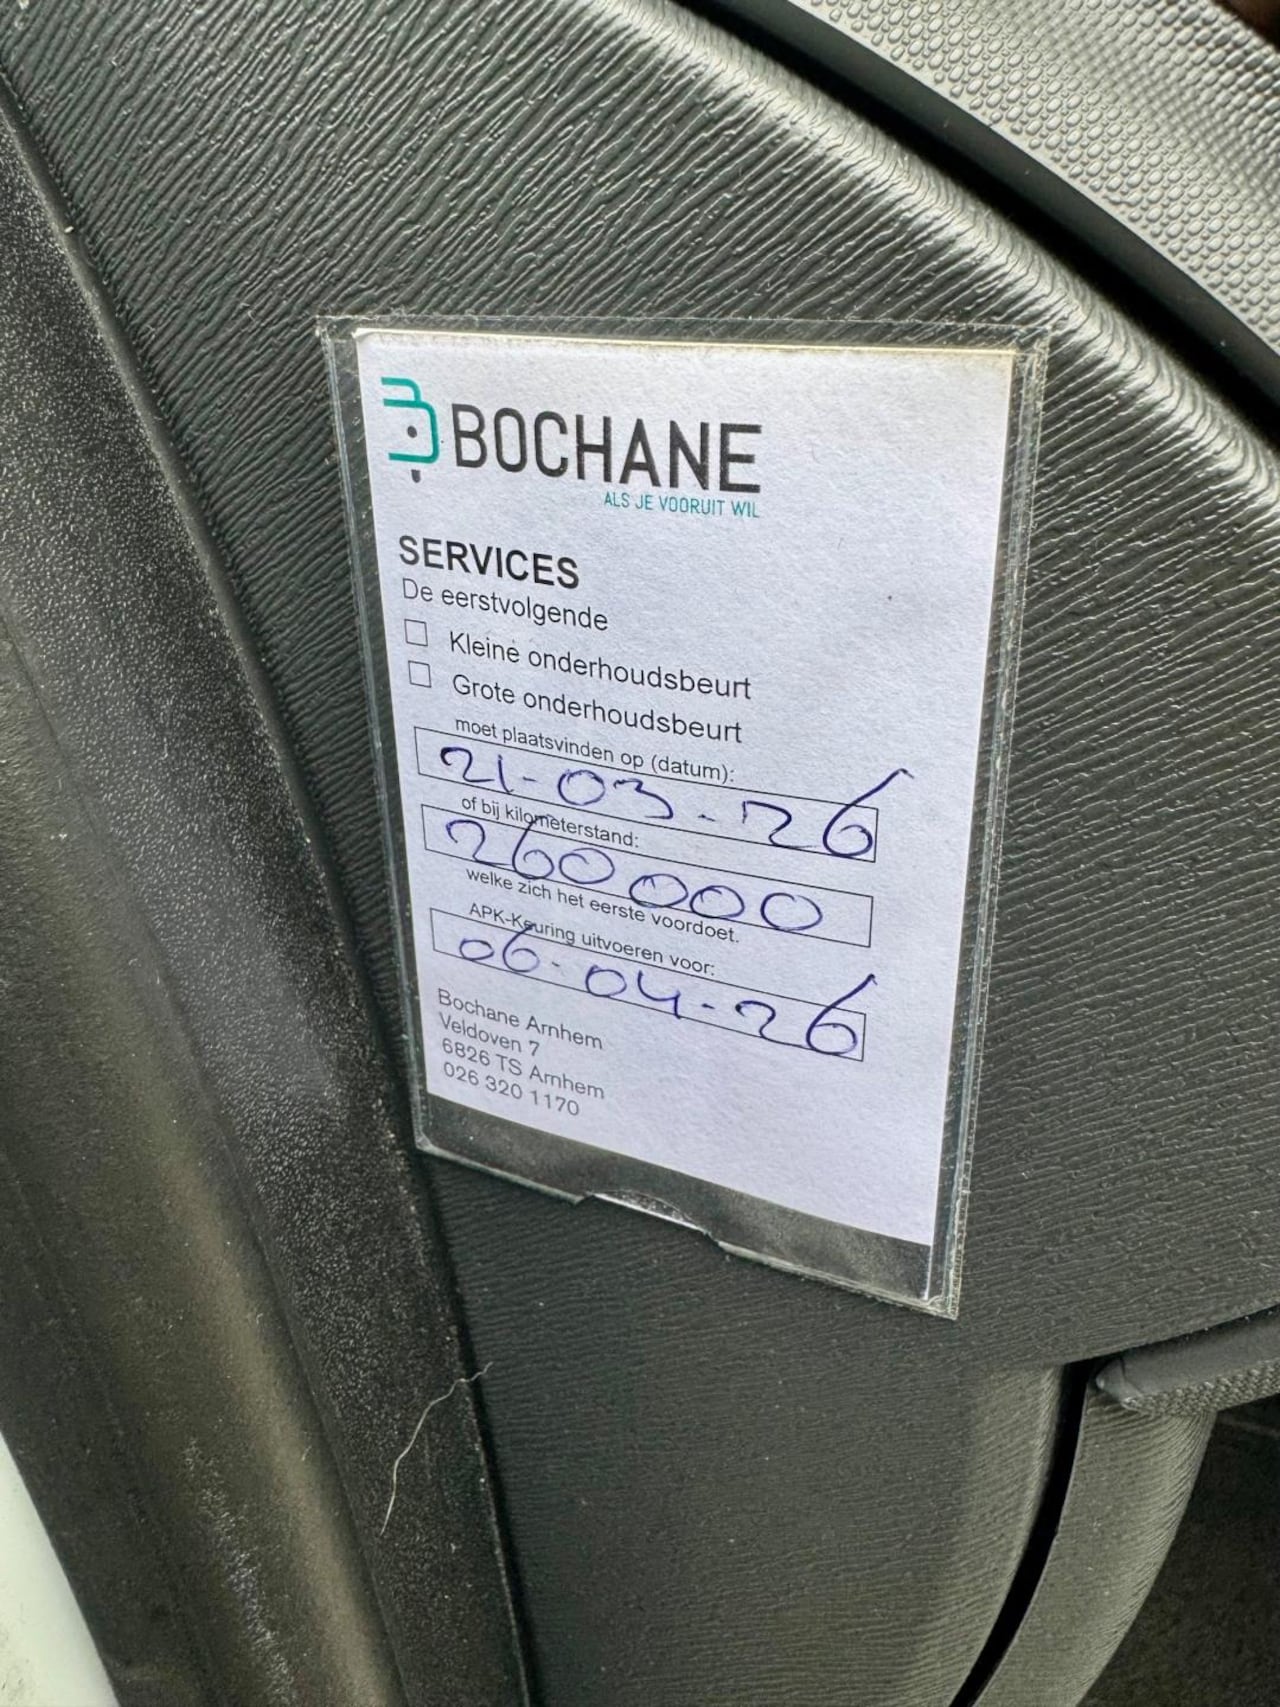 BOCHANE
ALS JE VOORUIT WIL
SERVICES
De eerstvolgende
Kleine onderhoudsbeurt
Grote onderhoudsbeurt
moet plaatsvinden op (datum):
21-03-26
of bij kilometerstand:
260000
welke zich het eerste voordoet.
APK-Keuring uitvoeren voor:
06-04-26
Bochane Arnhem
Veldoven 7
6826 TS Arnhem
026 320 1170